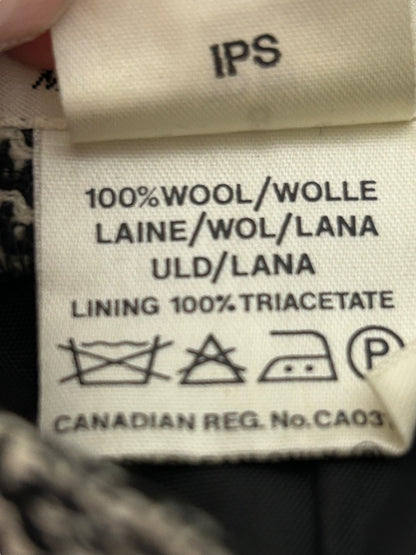 IPS
100%WOOL/WOLLE
LAINE/WOL/LANA
ULD/LANA
LINING 100%TRIACETATE
P
CANADIAN REG. No.CA03